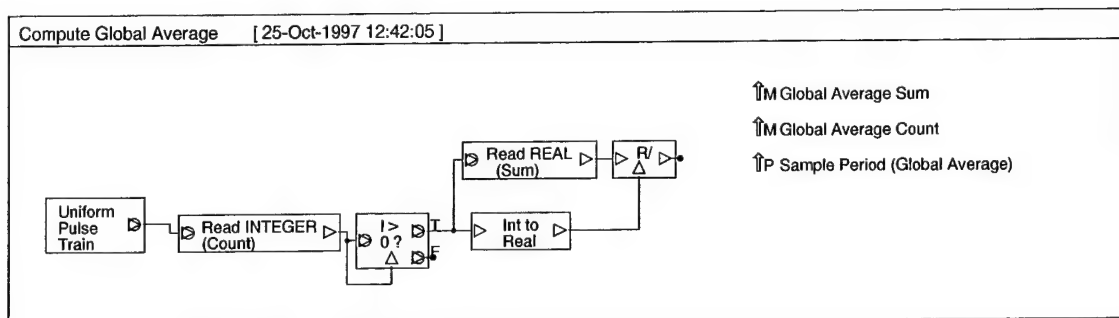 Compute Global Average [ 25-Oct-1997 12:42:05 ]
⇑M Global Average Sum
⇑M Global Average Count
⇑P Sample Period (Global Average)
Read REAL
(Sum)
R/
Uniform
Pulse
Train
Read INTEGER
(Count)
I >
0 ?
T
F
Int to
Real